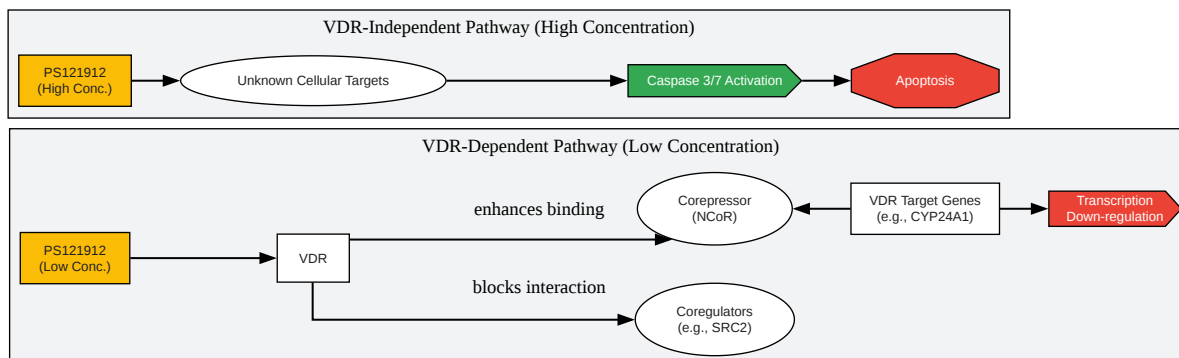 VDR-Independent Pathway (High Concentration)
PS121912
(High Conc.)
Unknown Cellular Targets
Caspase 3/7 Activation
Apoptosis
VDR-Dependent Pathway (Low Concentration)
PS121912
(Low Conc.)
VDR
enhances binding
Corepressor
(NCoR)
VDR Target Genes
(e.g., CYP24A1)
Transcription
Down-regulation
blocks interaction
Coregulators
(e.g., SRC2)